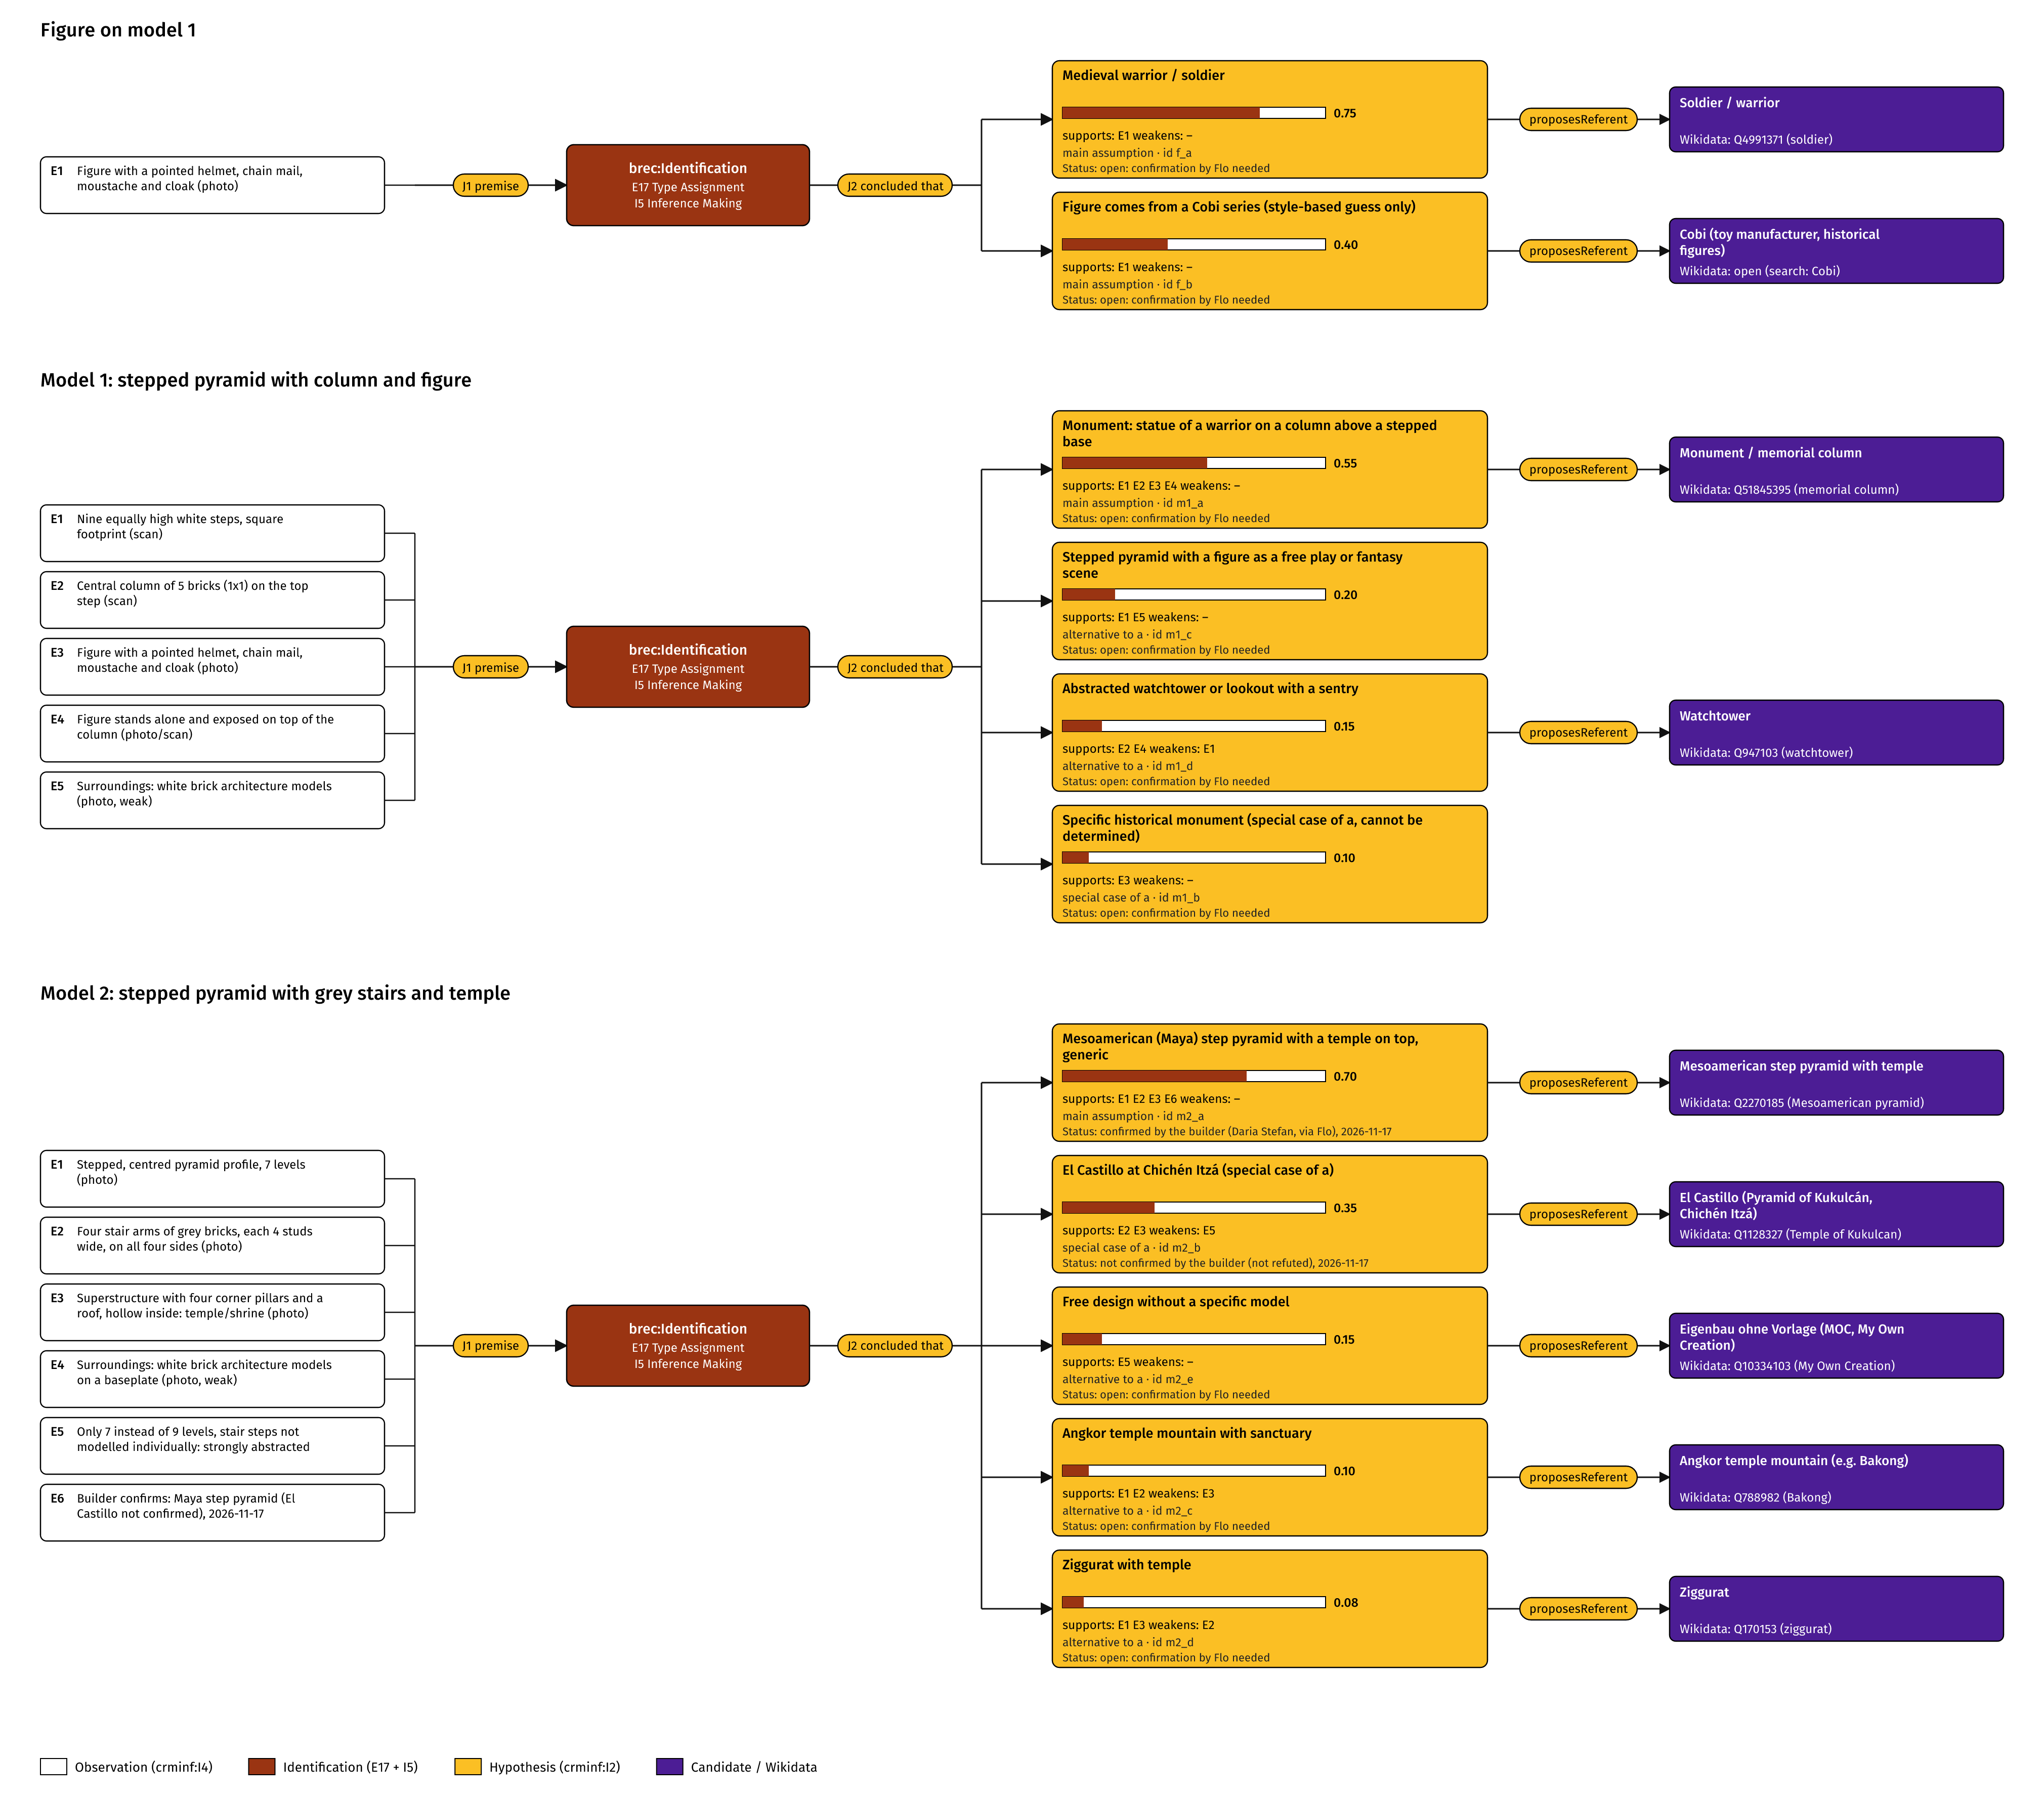 Figure on model 1
E1 Figure with a pointed helmet, chain mail,
moustache and cloak (photo)
J1 premise
brec:Identification
E17 Type Assignment
I5 Inference Making
J2 concluded that
Medieval warrior / soldier
0.75
supports: E1 weakens: –
main assumption · id f_a
Status: open: confirmation by Flo needed
proposesReferent
Soldier / warrior
Wikidata: Q4991371 (soldier)
Figure comes from a Cobi series (style-based guess only)
0.40
supports: E1 weakens: –
main assumption · id f_b
Status: open: confirmation by Flo needed
proposesReferent
Cobi (toy manufacturer, historical
figures)
Wikidata: open (search: Cobi)
Model 1: stepped pyramid with column and figure
E1 Nine equally high white steps, square
footprint (scan)
E2 Central column of 5 bricks (1x1) on the top
step (scan)
E3 Figure with a pointed helmet, chain mail,
moustache and cloak (photo)
E4 Figure stands alone and exposed on top of the
column (photo/scan)
E5 Surroundings: white brick architecture models
(photo, weak)
J1 premise
brec:Identification
E17 Type Assignment
I5 Inference Making
J2 concluded that
Monument: statue of a warrior on a column above a stepped
base
0.55
supports: E1 E2 E3 E4 weakens: –
main assumption · id m1_a
Status: open: confirmation by Flo needed
proposesReferent
Monument / memorial column
Wikidata: Q51845395 (memorial column)
Stepped pyramid with a figure as a free play or fantasy
scene
0.20
supports: E1 E5 weakens: –
alternative to a · id m1_c
Status: open: confirmation by Flo needed
Abstracted watchtower or lookout with a sentry
0.15
supports: E2 E4 weakens: E1
alternative to a · id m1_d
Status: open: confirmation by Flo needed
proposesReferent
Watchtower
Wikidata: Q947103 (watchtower)
Specific historical monument (special case of a, cannot be
determined)
0.10
supports: E3 weakens: –
special case of a · id m1_b
Status: open: confirmation by Flo needed
Model 2: stepped pyramid with grey stairs and temple
E1 Stepped, centred pyramid profile, 7 levels
(photo)
E2 Four stair arms of grey bricks, each 4 studs
wide, on all four sides (photo)
E3 Superstructure with four corner pillars and a
roof, hollow inside: temple/shrine (photo)
E4 Surroundings: white brick architecture models
on a baseplate (photo, weak)
E5 Only 7 instead of 9 levels, stair steps not
modelled individually: strongly abstracted
E6 Builder confirms: Maya step pyramid (El
Castillo not confirmed), 2026-11-17
J1 premise
brec:Identification
E17 Type Assignment
I5 Inference Making
J2 concluded that
Mesoamerican (Maya) step pyramid with a temple on top,
generic
0.70
supports: E1 E2 E3 E6 weakens: –
main assumption · id m2_a
Status: confirmed by the builder (Daria Stefan, via Flo), 2026-11-17
proposesReferent
Mesoamerican step pyramid with temple
Wikidata: Q2270185 (Mesoamerican pyramid)
El Castillo at Chichén Itzá (special case of a)
0.35
supports: E2 E3 weakens: E5
special case of a · id m2_b
Status: not confirmed by the builder (not refuted), 2026-11-17
proposesReferent
El Castillo (Pyramid of Kukulcán,
Chichén Itzá)
Wikidata: Q1128327 (Temple of Kukulcan)
Free design without a specific model
0.15
supports: E5 weakens: –
alternative to a · id m2_e
Status: open: confirmation by Flo needed
proposesReferent
Eigenbau ohne Vorlage (MOC, My Own
Creation)
Wikidata: Q10334103 (My Own Creation)
Angkor temple mountain with sanctuary
0.10
supports: E1 E2 weakens: E3
alternative to a · id m2_c
Status: open: confirmation by Flo needed
proposesReferent
Angkor temple mountain (e.g. Bakong)
Wikidata: Q788982 (Bakong)
Ziggurat with temple
0.08
supports: E1 E3 weakens: E2
alternative to a · id m2_d
Status: open: confirmation by Flo needed
proposesReferent
Ziggurat
Wikidata: Q170153 (ziggurat)
Observation (crminf:I4)
Identification (E17 + I5)
Hypothesis (crminf:I2)
Candidate / Wikidata